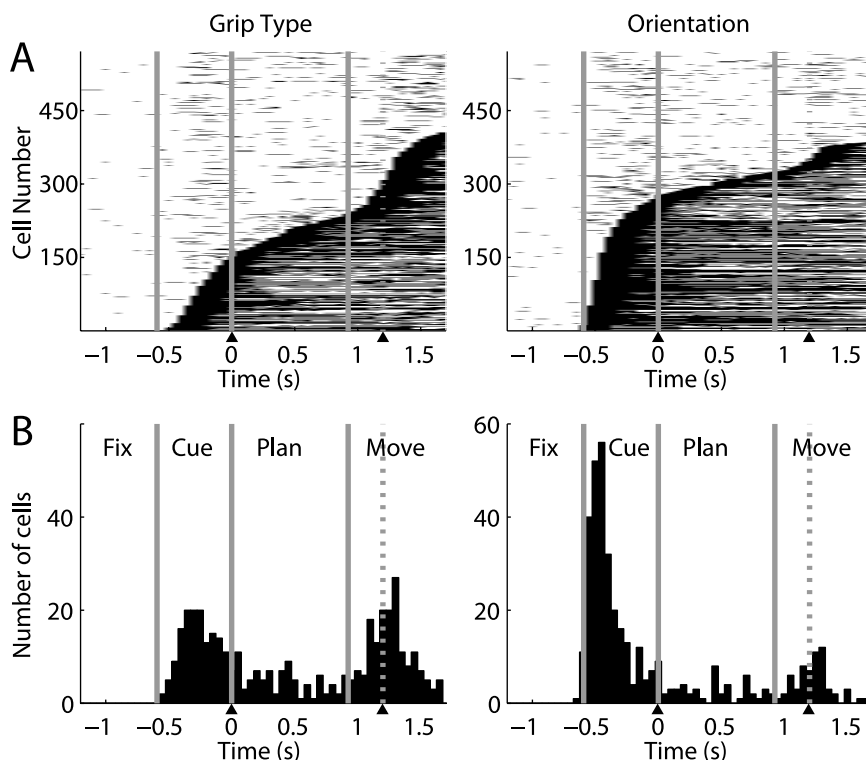 Grip Type
Orientation
A
Cell Number
450
300
150
−1 −0.5 0 0.5 1 1.5
Time (s)
450
300
150
−1 −0.5 0 0.5 1 1.5
Time (s)
B
Number of cells
60
40
20
0
Fix Cue Plan Move
−1 −0.5 0 0.5 1 1.5
Time (s)
60
40
20
0
Fix Cue Plan Move
−1 −0.5 0 0.5 1 1.5
Time (s)